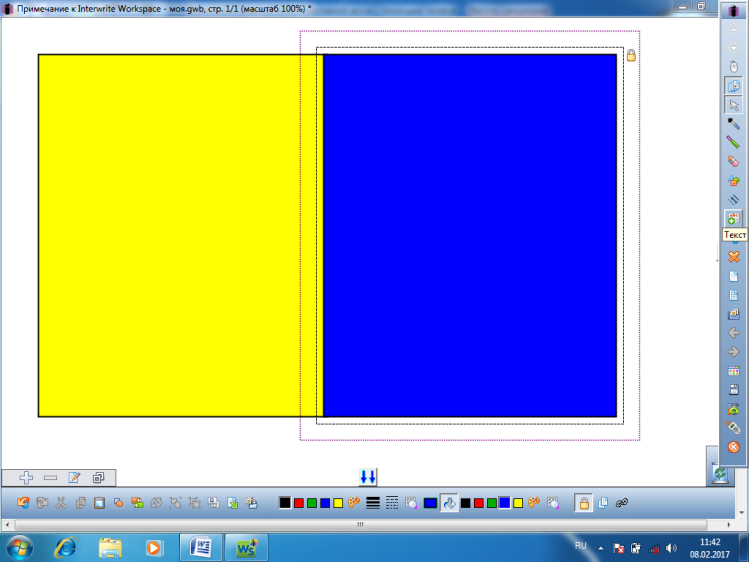 Примечание к Interwrite Workspace - моя.gwb, стр. 1/1 (масштаб 100%) *
Текст
RU
11:42
08.02.2017